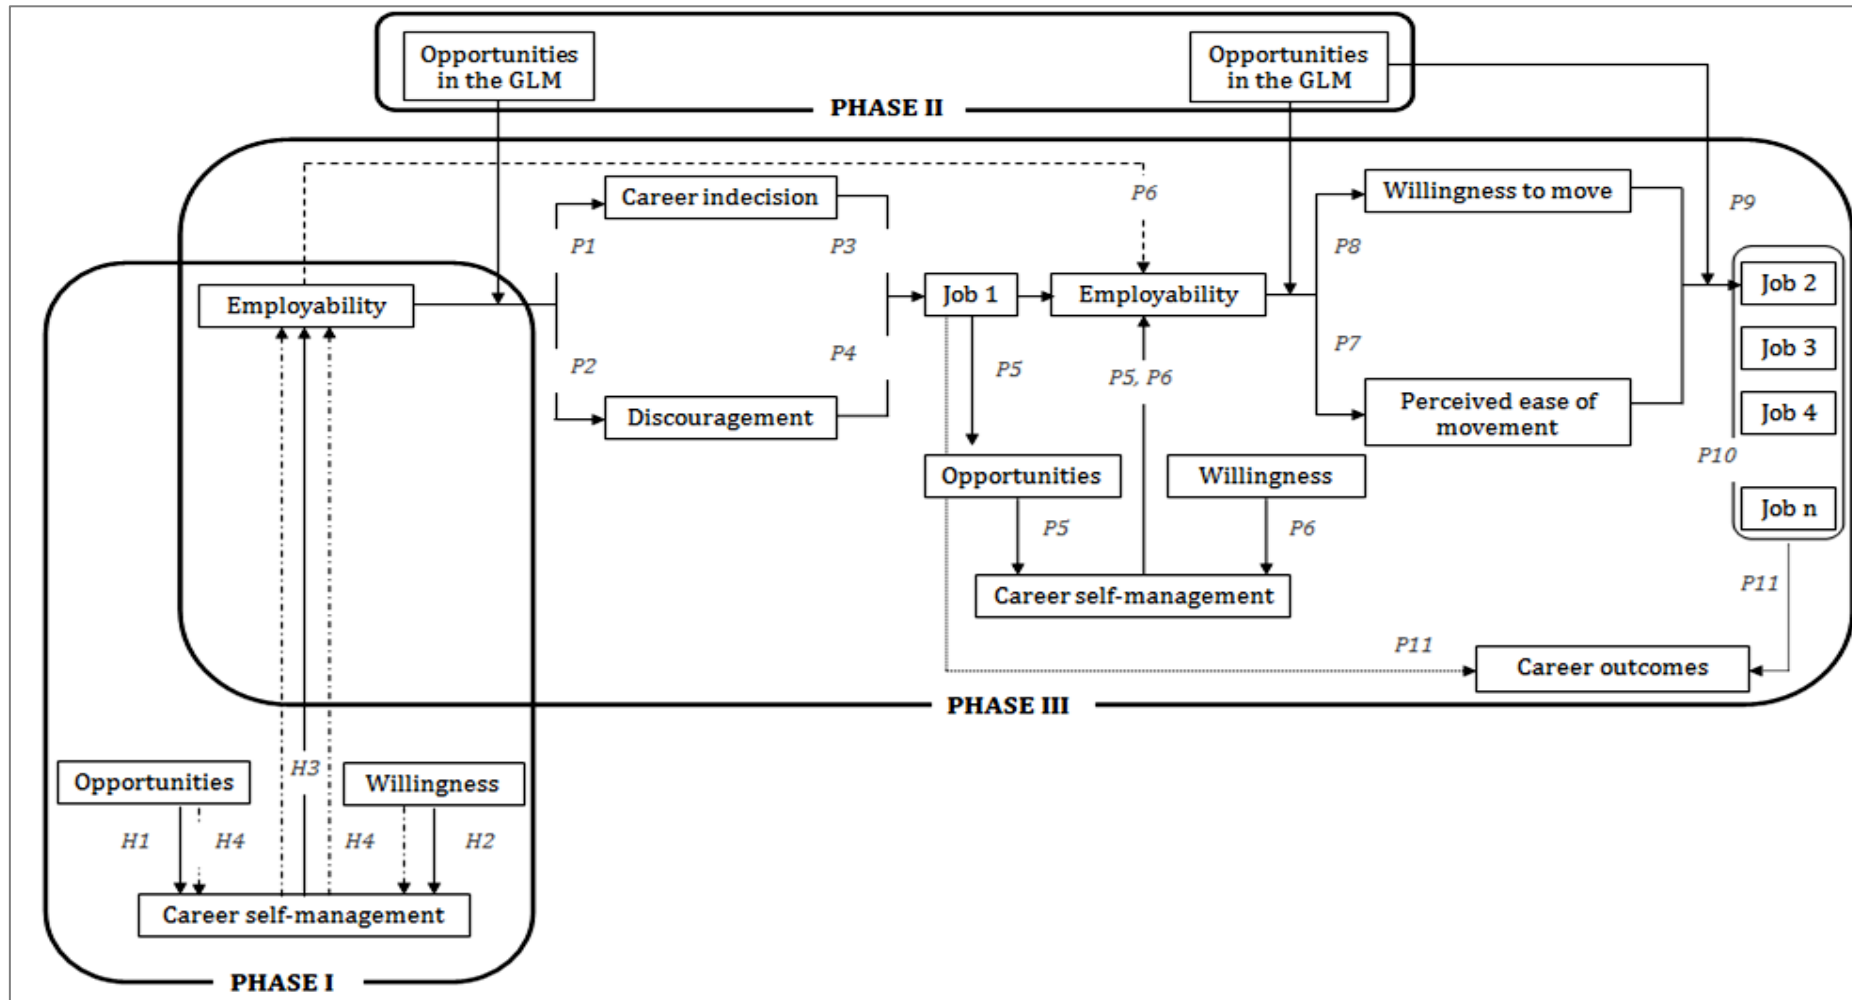 Opportunities
in the GLM
Opportunities
in the GLM
PHASE II
Career indecision
P6
Willingness to move
P9
P1
P3
P8
Employability
Job 1
Employability
Job 2
P2
P4
P5
P5, P6
P7
Job 3
Discouragement
Perceived ease of
movement
Job 4
P10
Opportunities
Willingness
Job n
P5
P6
Career self-management
P11
P11
Career outcomes
PHASE III
H3
Opportunities
Willingness
H1
H4
H4
H2
Career self-management
PHASE I